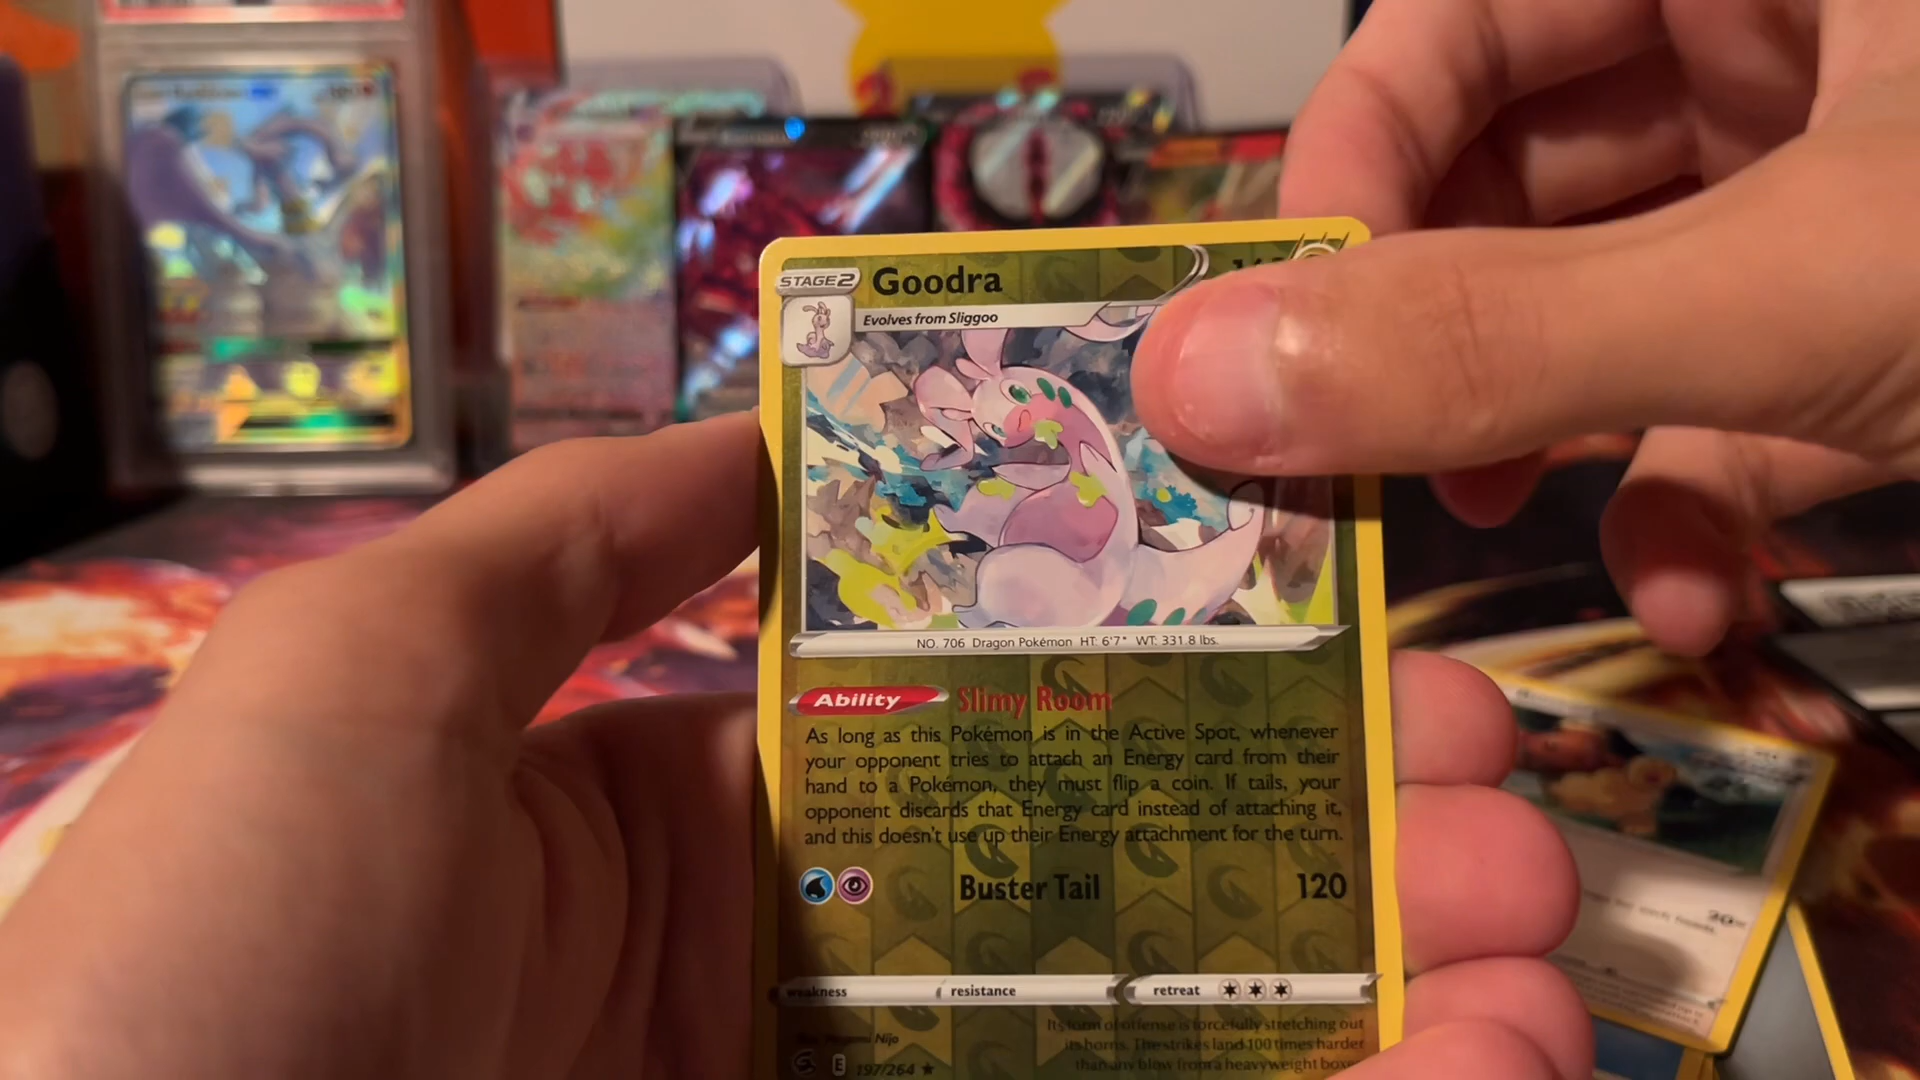 STAGE2
Goodra
Evolves from Sliggoo
NO. 706 Dragon Pokémon HT: 6'7" WT: 331.8 lbs.
Ability Slimy Room
As long as this Pokémon is in the Active Spot, whenever
your opponent tries to attach an Energy card from their
hand to a Pokémon, they must flip a coin. If tails, your
opponent discards that Energy card instead of attaching it,
and this doesn't use up their Energy attachment for the turn.
Buster Tail 120
weakness resistance retreat
Its form of offense is forcefully stretching out
Nijo
its horns. The strikes land 100 times harder
E 197/264 ★
than any blow from a heavyweight
20×